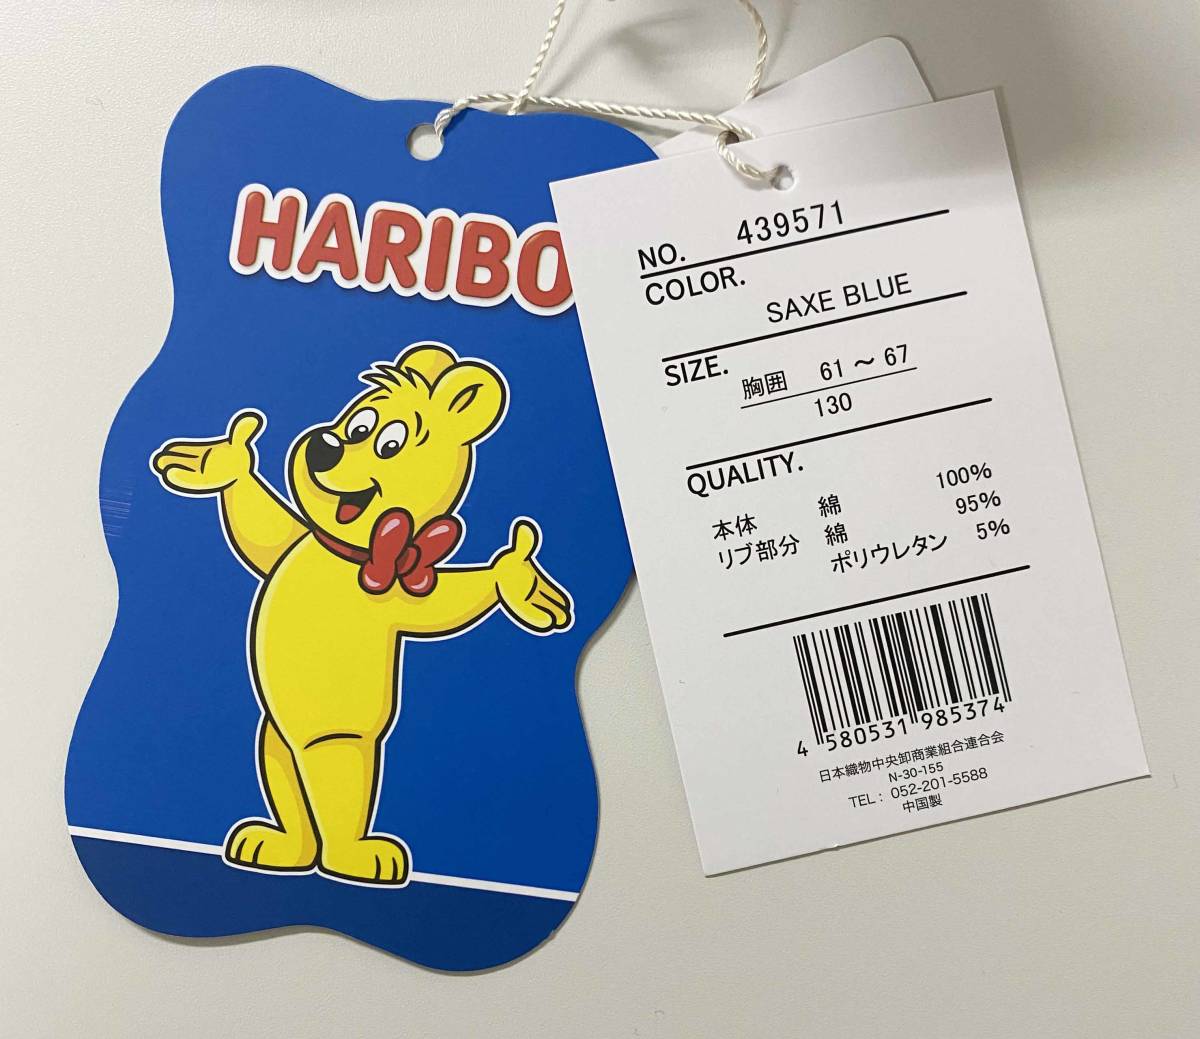 HARIBO
NO. 439571
COLOR.
SAXE BLUE
SIZE. 胸囲 61～67
130
QUALITY.
本体 綿 100%
リブ部分 綿 95%
ポリウレタン 5%
4 580531 985374
日本織物中央卸商業組合連合会
N-30-155
TEL: 052-201-5588
中国製